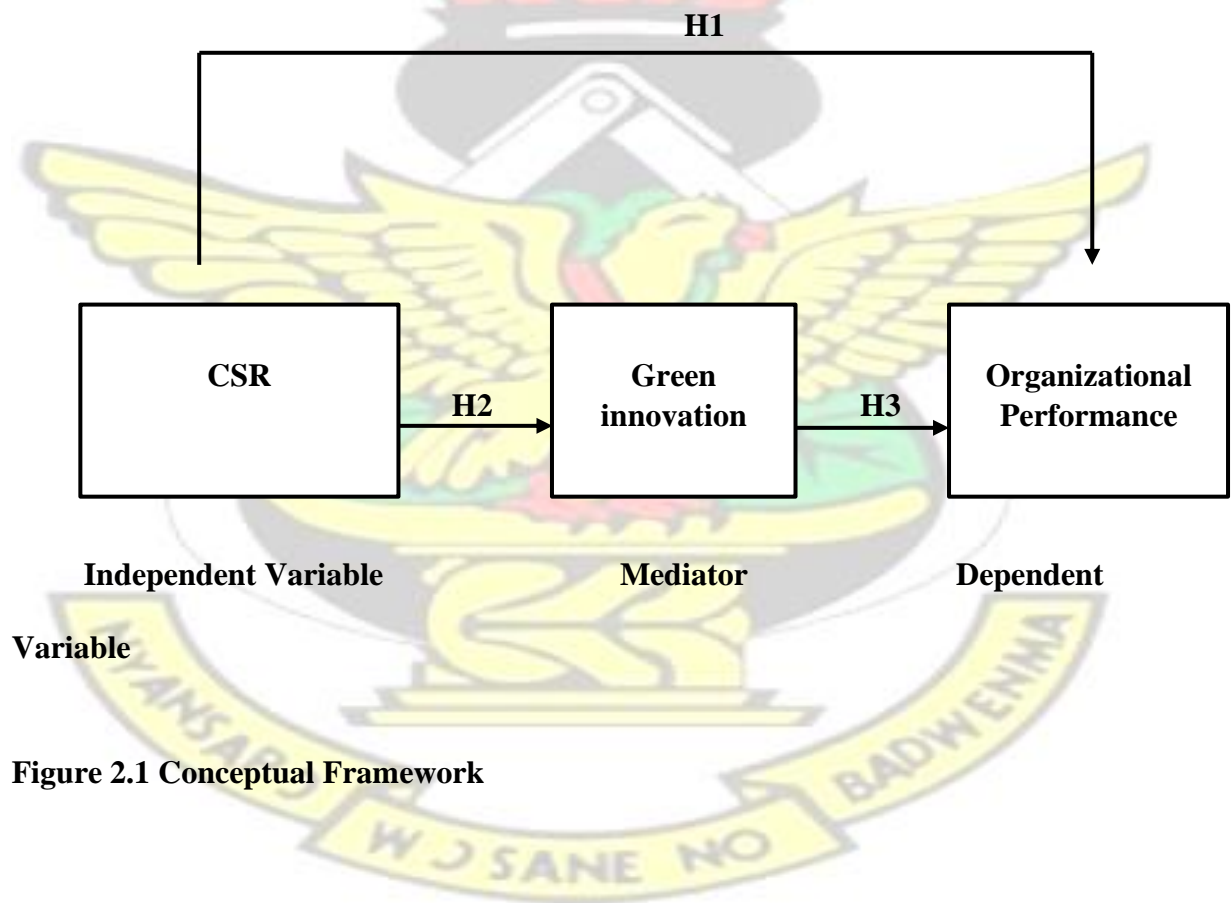 H1
CSR
Green
innovation
Organizational
Performance
H2
H3
Independent Variable Mediator Dependent
Variable
Figure 2.1 Conceptual Framework
NYANSAPO
W Ɔ SANE NO
BADWENMA